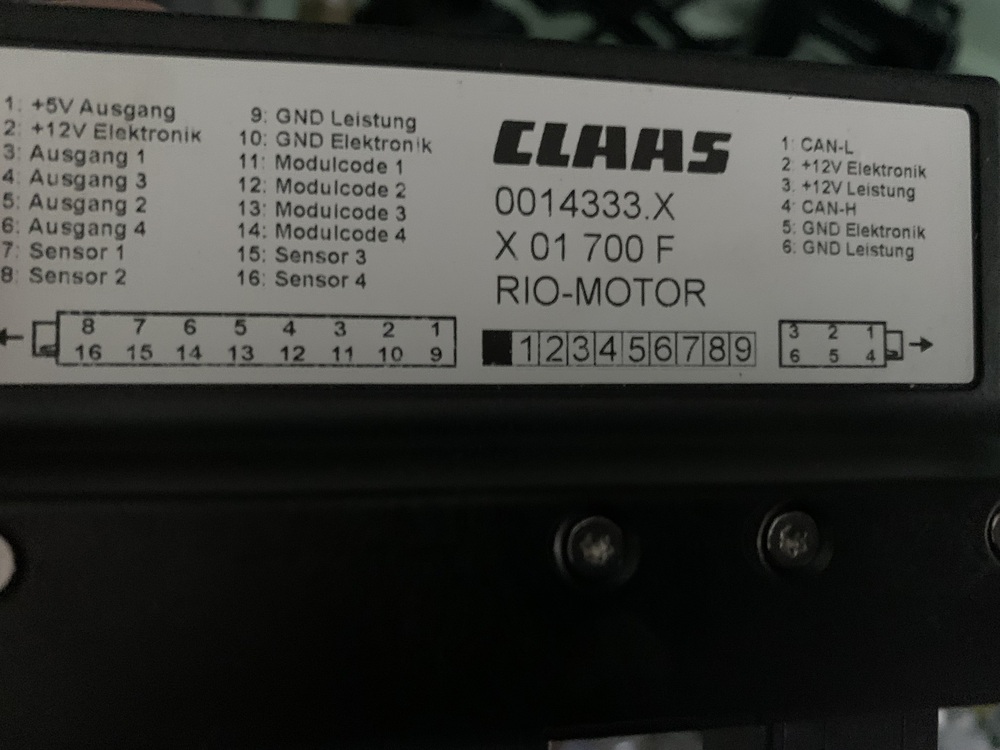 1: +5V Ausgang
2: +12V Elektronik
3: Ausgang 1
4: Ausgang 3
5: Ausgang 2
6: Ausgang 4
7: Sensor 1
8: Sensor 2
9: GND Leistung
10: GND Elektronik
11: Modulcode 1
12: Modulcode 2
13: Modulcode 3
14: Modulcode 4
15: Sensor 3
16: Sensor 4
CLAAS
0014333.X
X 01 700 F
RIO-MOTOR
1: CAN-L
2: +12V Elektronik
3. +12V Leistung
4: CAN-H
5: GND Elektronik
6: GND Leistung
8 7 6 5 4 3 2 1
16 15 14 13 12 11 10 9
1 2 3 4 5 6 7 8 9
3 2 1
6 5 4